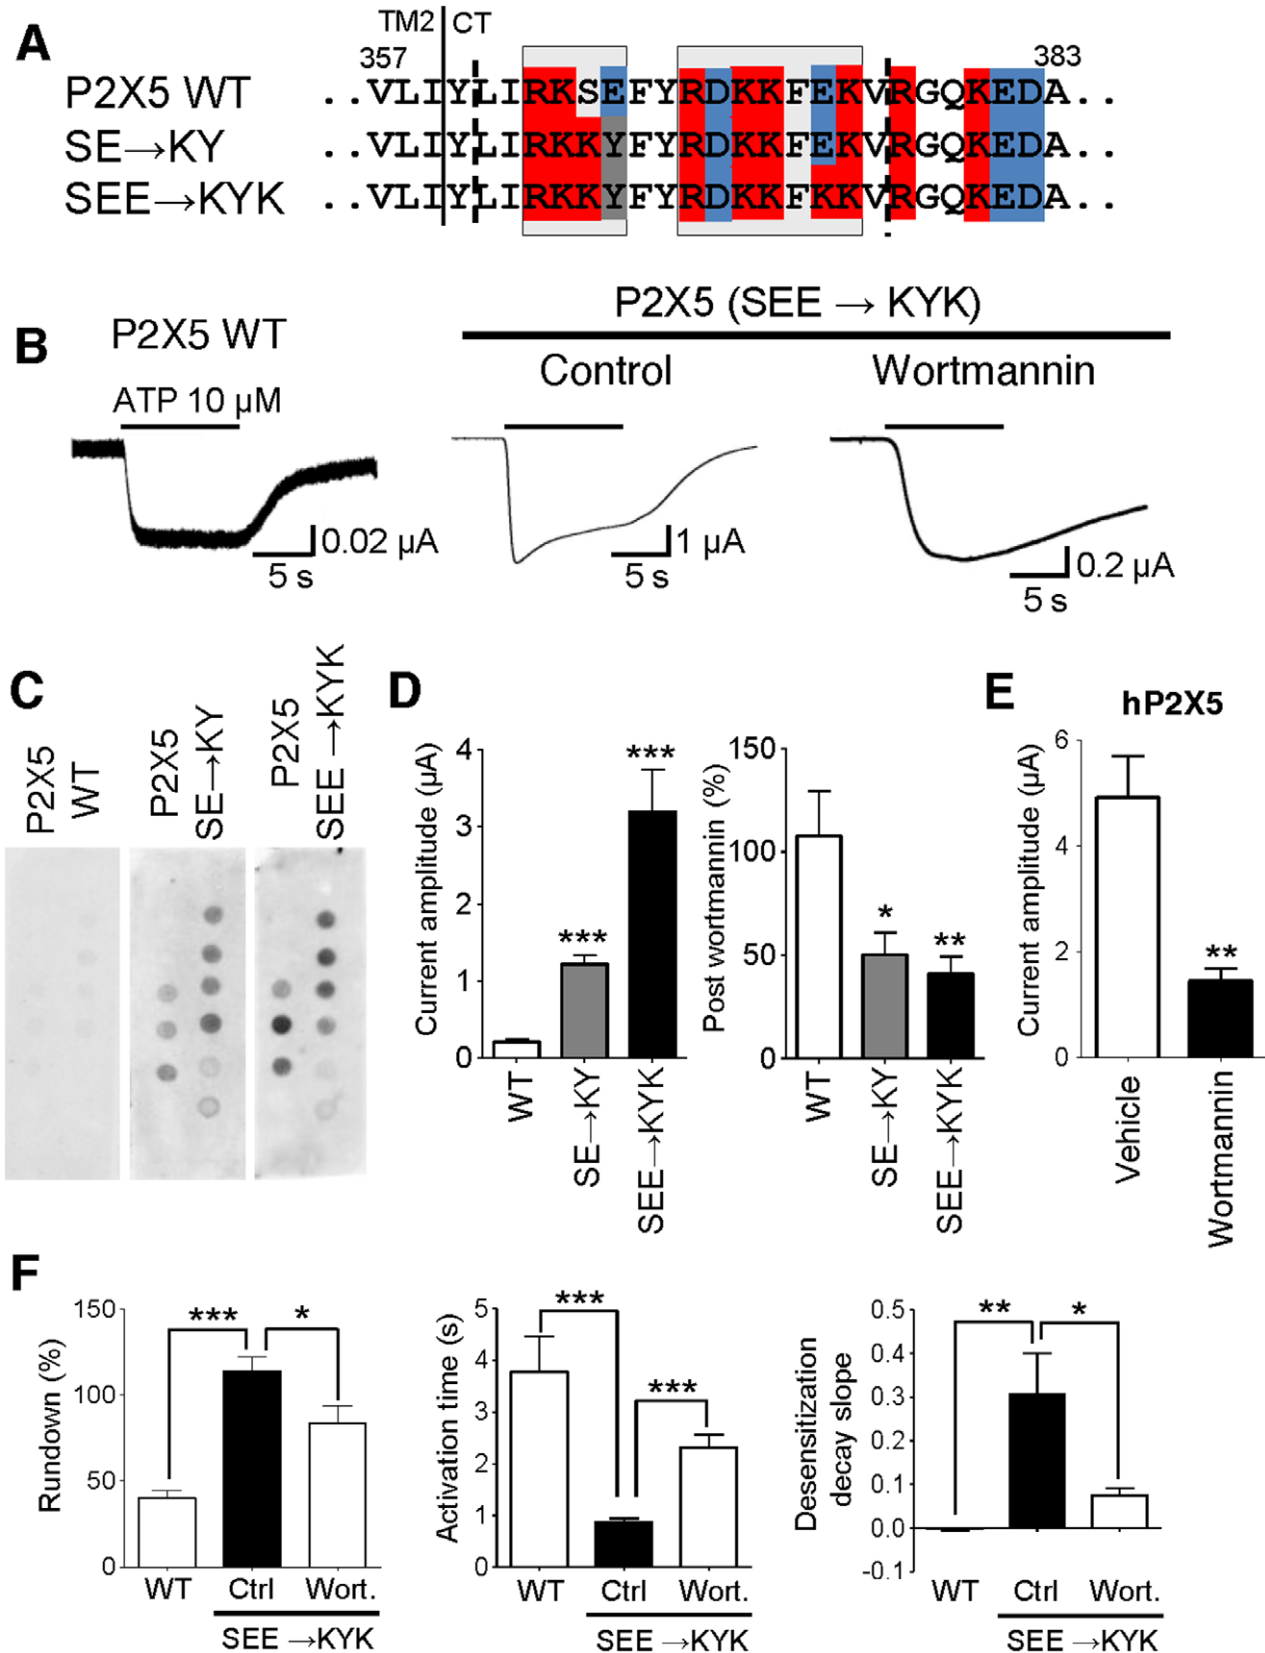 A
TM2 CT
357 383
P2X5 WT ..VLIYLIRKSEFYRDKKFEKVRGQKEDA..
SE→KY ..VLIYLIRKKYFYRDKKFEKVRGQKEDA..
SEE→KYK ..VLIYLIRKKYFYRDKKFKKVRGQKEDA..
B
P2X5 WT
P2X5 (SEE → KYK)
Control
Wortmannin
ATP 10 µM
0.02 µA
5 s
1 µA
5 s
0.2 µA
5 s
C
P2X5
WT
P2X5
SE→KY
P2X5
SEE →KYK
D
Current amplitude (µA)
4
3
2
1
0
***
***
WT
SE→KY
SEE→KYK
Post wortmannin (%)
150
100
50
0
*
**
WT
SE→KY
SEE→KYK
E
hP2X5
Current amplitude (µA)
6
4
2
0
**
Vehicle
Wortmannin
F
Rundown (%)
150
100
50
0
***
*
WT
Ctrl
Wort.
SEE →KYK
Activation time (s)
5
4
3
2
1
0
***
***
WT
Ctrl
Wort.
SEE →KYK
Desensitization
decay slope
0.5
0.4
0.3
0.2
0.1
0.0
-0.1
**
*
WT
Ctrl
Wort.
SEE →KYK